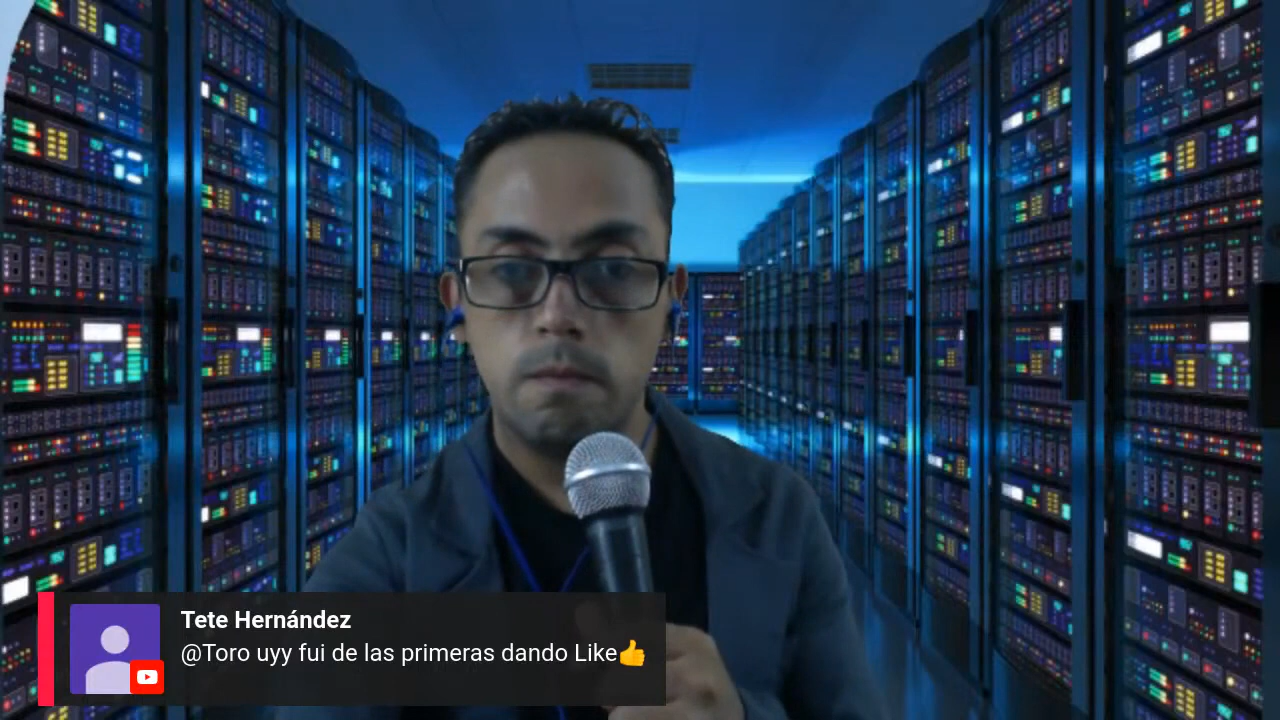 Tete Hernández
@Toro uyy fui de las primeras dando Like👍